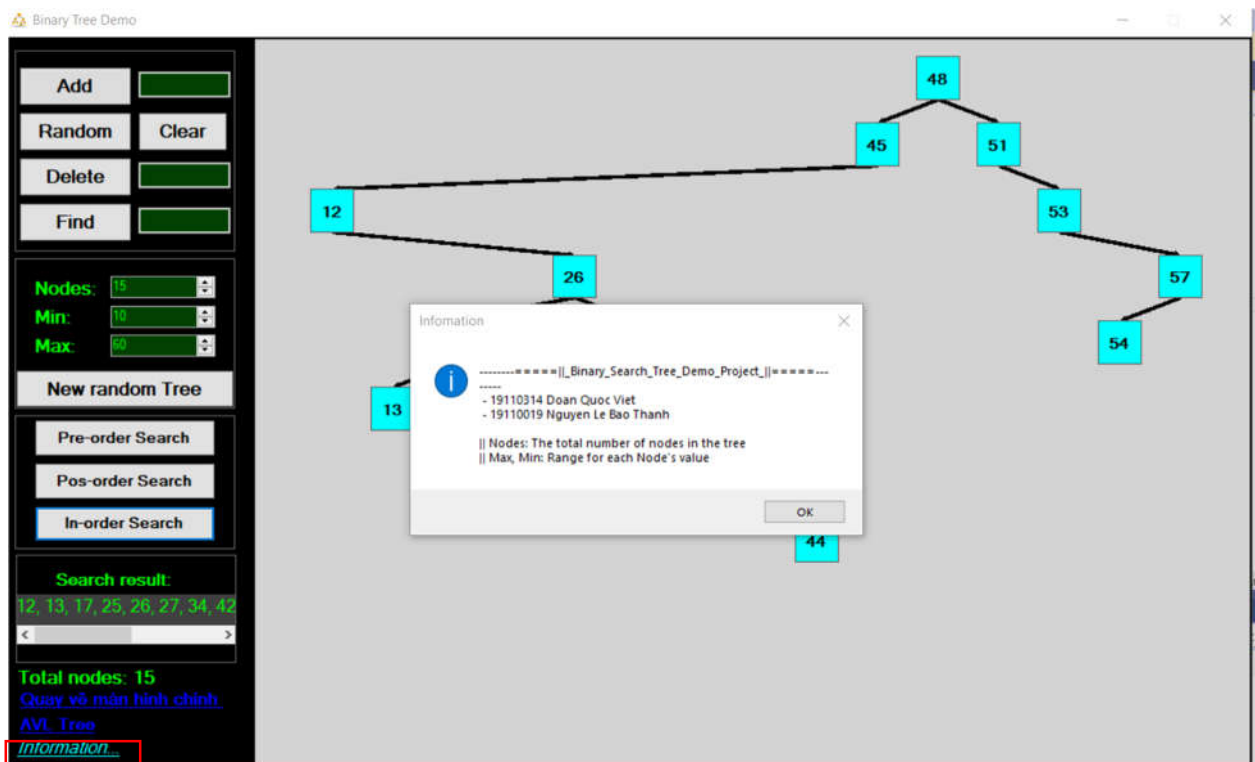 Binary Tree Demo
Add
Random Clear
Delete
Find
Nodes: 15
Min: 10
Max: 60
New random Tree
Pre-order Search
Pos-order Search
In-order Search
Search result:
12, 13, 17, 25, 26, 27, 34, 42
Total nodes: 15
Quay về màn hình chính
AVL Tree
Information...
48
45
51
12
53
26
57
54
13
44
Infomation
--------=====||_Binary_Search_Tree_Demo_Project_||=====---
-----
- 19110314 Doan Quoc Viet
- 19110019 Nguyen Le Bao Thanh
|| Nodes: The total number of nodes in the tree
|| Max, Min: Range for each Node's value
OK